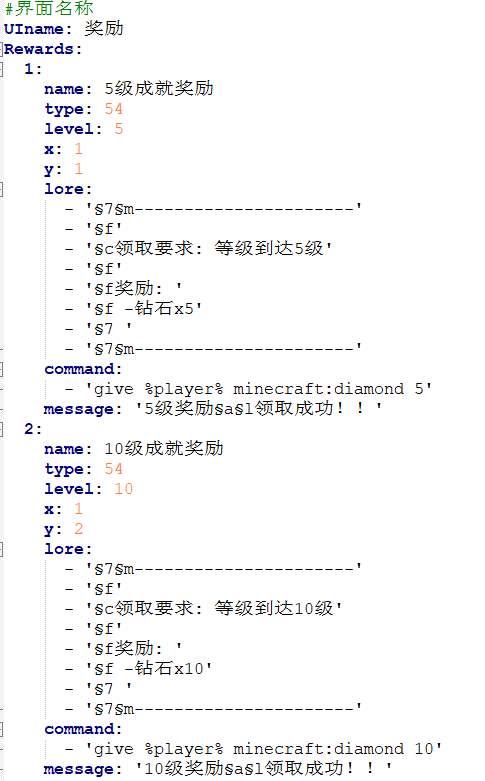 #界面名称
UIname: 奖励
Rewards:
  1:
    name: 5级成就奖励
    type: 54
    level: 5
    x: 1
    y: 1
    lore:
      - '§7§m----------------------'
      - '§f'
      - '§c领取要求: 等级到达5级'
      - '§f'
      - '§f奖励: '
      - '§f -钻石x5'
      - '§7 '
      - '§7§m----------------------'
    command:
      - 'give %player% minecraft:diamond 5'
    message: '5级奖励§a§l领取成功！！'
  2:
    name: 10级成就奖励
    type: 54
    level: 10
    x: 1
    y: 2
    lore:
      - '§7§m----------------------'
      - '§f'
      - '§c领取要求: 等级到达10级'
      - '§f'
      - '§f奖励: '
      - '§f -钻石x10'
      - '§7 '
      - '§7§m----------------------'
    command:
      - 'give %player% minecraft:diamond 10'
    message: '10级奖励§a§l领取成功！！'